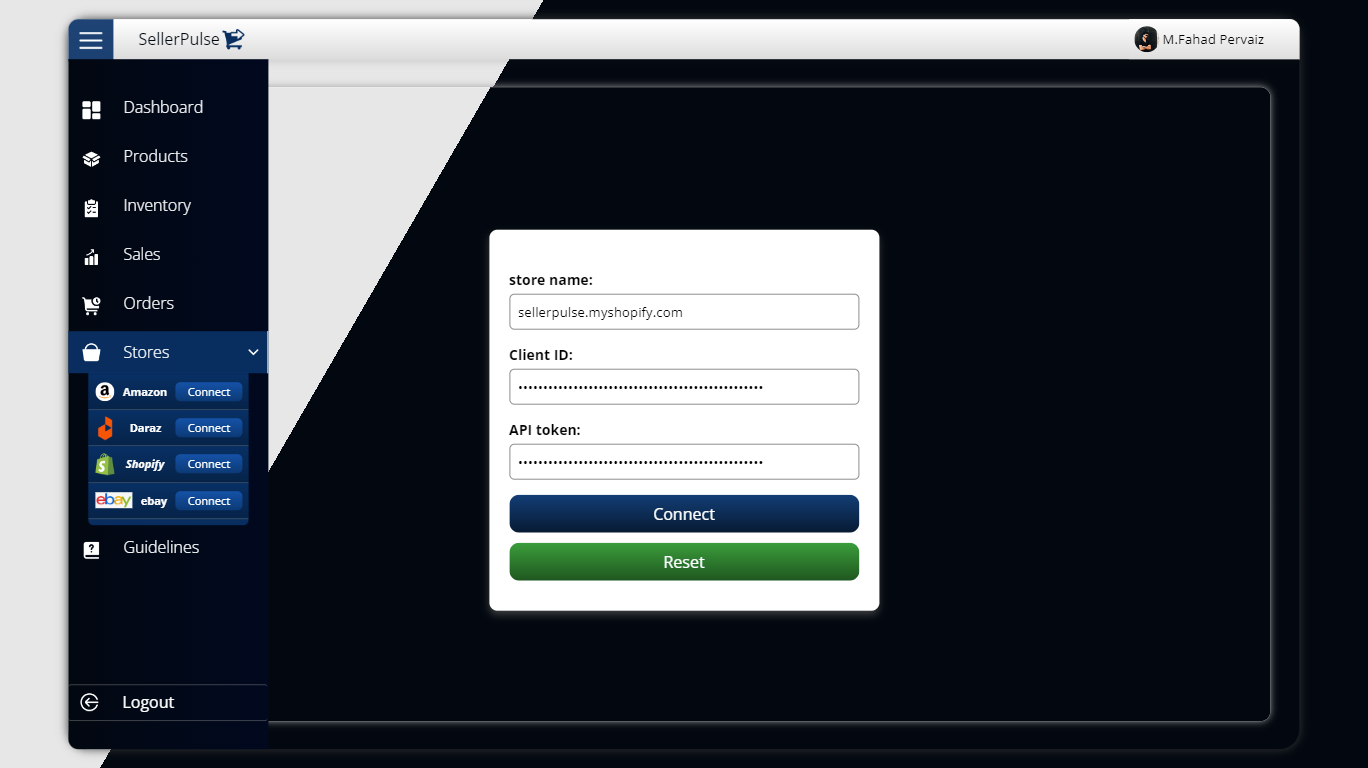 SellerPulse
M.Fahad Pervaiz
Dashboard
Products
Inventory
Sales
Orders
Stores
a Amazon Connect
Daraz Connect
S Shopify Connect
ebay ebay Connect
Guidelines
Logout
store name:
sellerpulse.myshopify.com
Client ID:
•••••••••••••••••••••••••••••••••••••••••••••••••
API token:
•••••••••••••••••••••••••••••••••••••••••••••••••
Connect
Reset